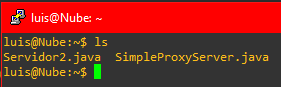 luis@Nube: ~
luis@Nube:~$ ls
Servidor2.java  SimpleProxyServer.java
luis@Nube:~$